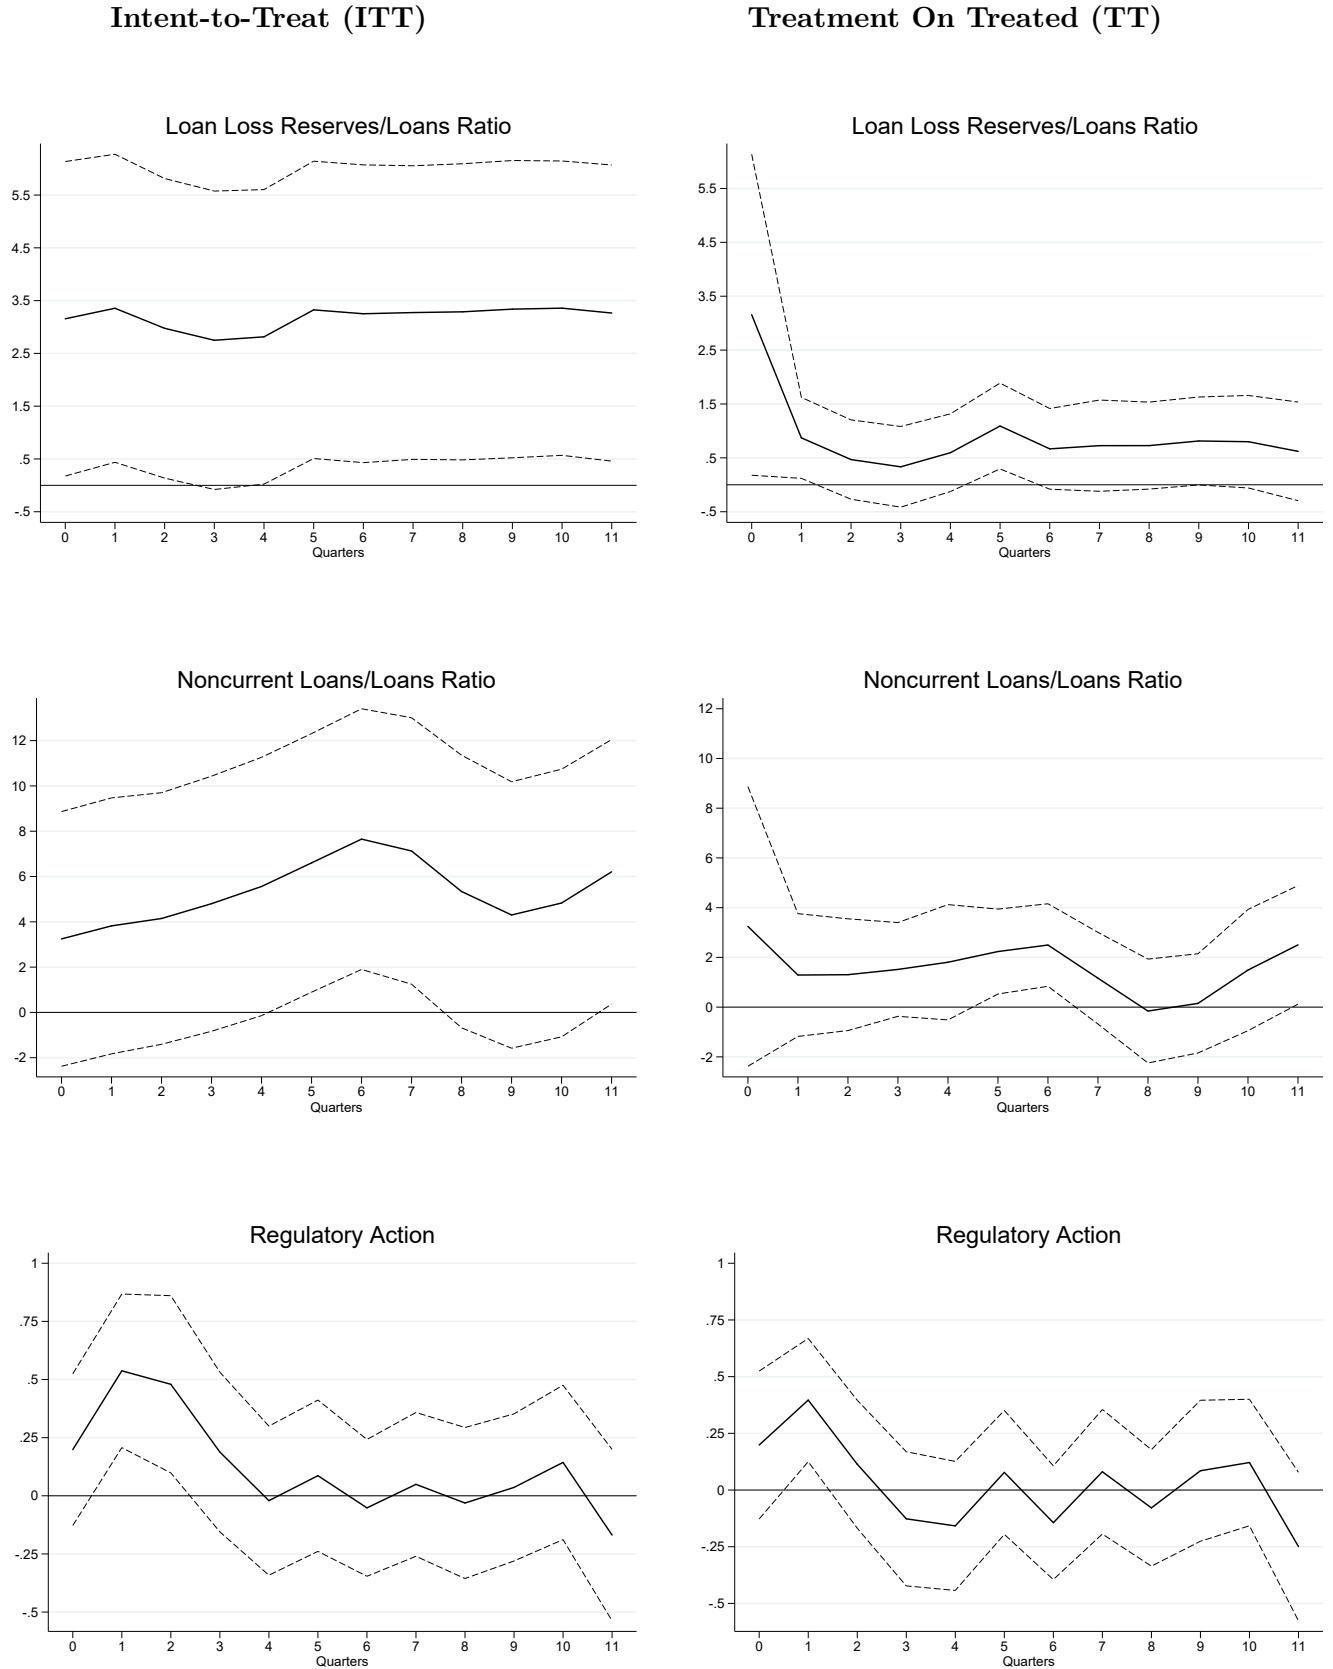 Intent-to-Treat (ITT)
Treatment On Treated (TT)
Loan Loss Reserves/Loans Ratio
5.5
4.5
3.5
2.5
1.5
.5
-.5
0 1 2 3 4 5 6 7 8 9 10 11
Quarters
Loan Loss Reserves/Loans Ratio
5.5
4.5
3.5
2.5
1.5
.5
-.5
0 1 2 3 4 5 6 7 8 9 10 11
Quarters
Noncurrent Loans/Loans Ratio
12
10
8
6
4
2
0
-2
0 1 2 3 4 5 6 7 8 9 10 11
Quarters
Noncurrent Loans/Loans Ratio
12
10
8
6
4
2
0
-2
0 1 2 3 4 5 6 7 8 9 10 11
Quarters
Regulatory Action
1
.75
.5
.25
0
-.25
-.5
0 1 2 3 4 5 6 7 8 9 10 11
Quarters
Regulatory Action
1
.75
.5
.25
0
-.25
-.5
0 1 2 3 4 5 6 7 8 9 10 11
Quarters